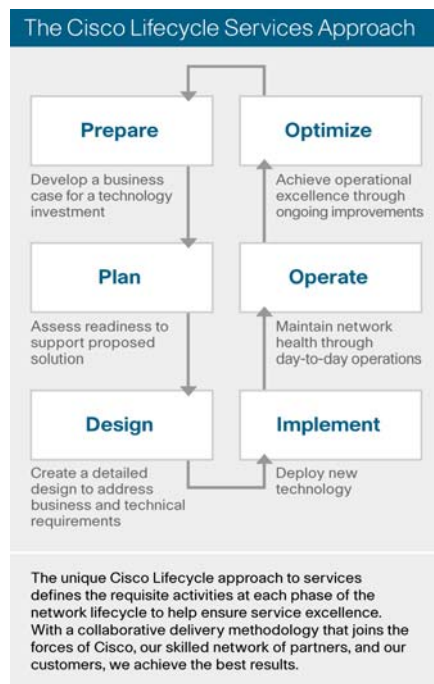 The Cisco Lifecycle Services Approach
Prepare
Develop a business
case for a technology
investment
Plan
Assess readiness to
support proposed
solution
Design
Create a detailed
design to address
business and technical
requirements
Implement
Deploy new
technology
Operate
Maintain network
health through
day-to-day operations
Optimize
Achieve operational
excellence through
ongoing improvements
The unique Cisco Lifecycle approach to services
defines the requisite activities at each phase of the
network lifecycle to help ensure service excellence.
With a collaborative delivery methodology that joins the
forces of Cisco, our skilled network of partners, and our
customers, we achieve the best results.